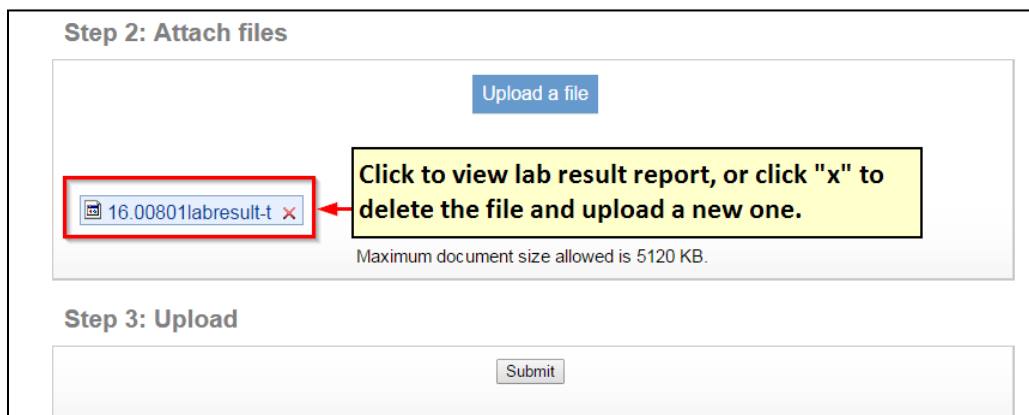 Step 2: Attach files
Upload a file
Click to view lab result report, or click "x" to
delete the file and upload a new one.
16.00801labresult-t
Maximum document size allowed is 5120 KB.
Step 3: Upload
Submit